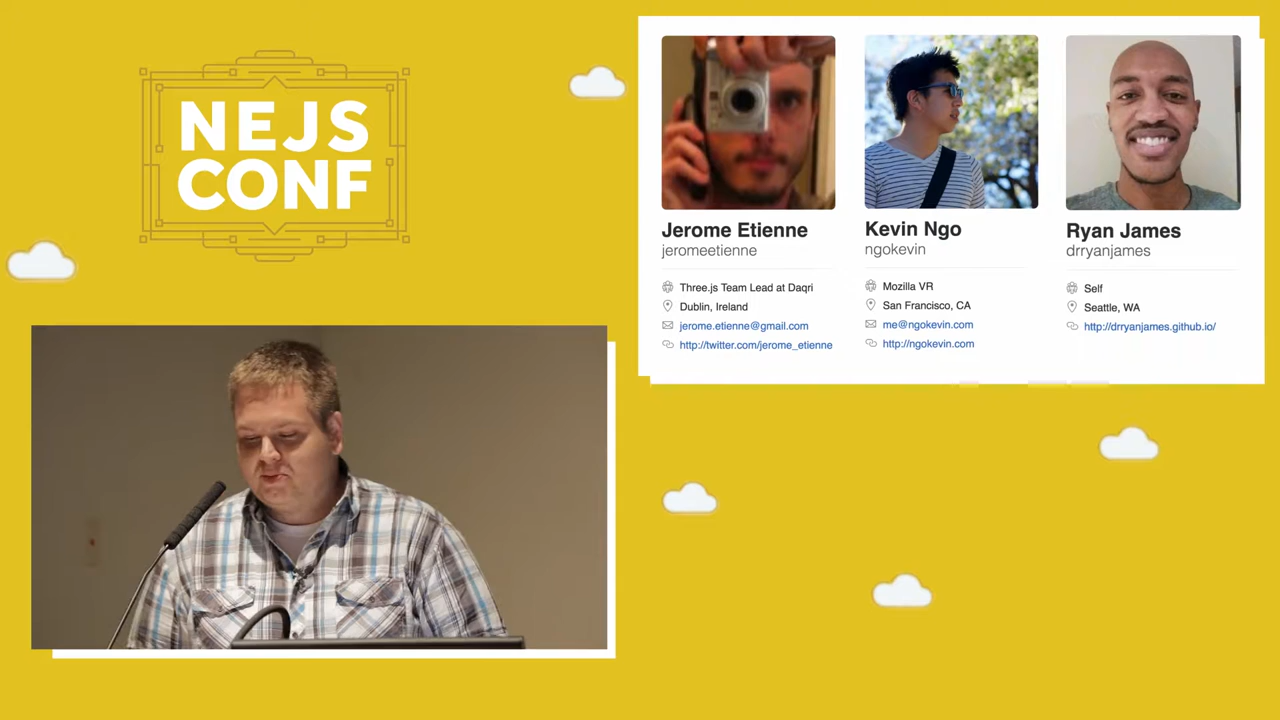 NEJS
CONF
Jerome Etienne
jeromeetienne
Three.js Team Lead at Daqri
Dublin, Ireland
jerome.etienne@gmail.com
http://twitter.com/jerome_etienne
Kevin Ngo
ngokevin
Mozilla VR
San Francisco, CA
me@ngokevin.com
http://ngokevin.com
Ryan James
drryanjames
Self
Seattle, WA
http://drryanjames.github.io/